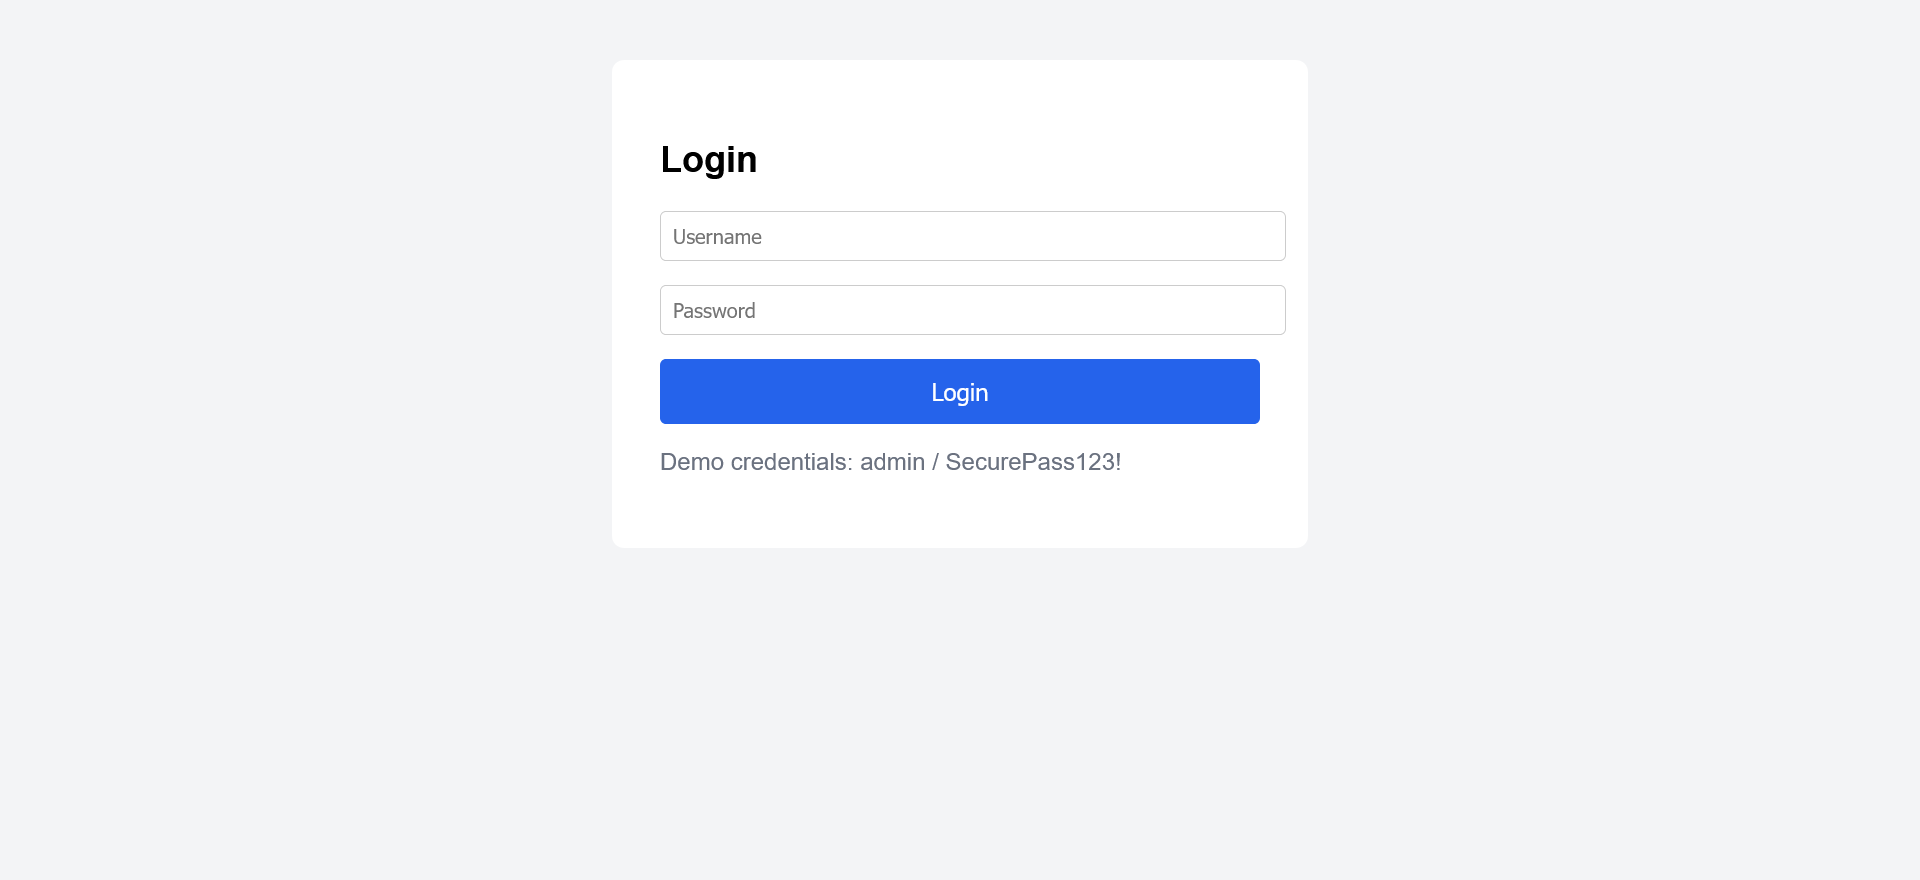 Login
Username
Password
Login
Demo credentials: admin / SecurePass123!